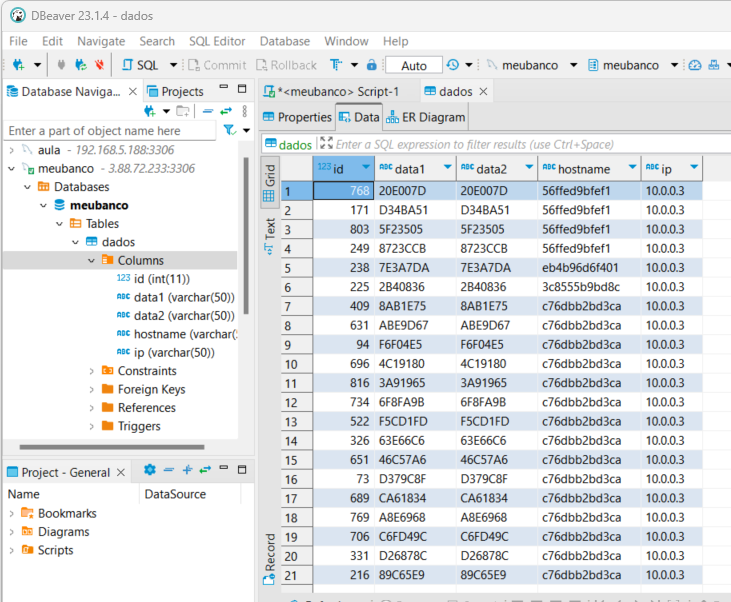 DBeaver 23.1.4 - dados
File Edit Navigate Search SQL Editor Database Window Help
SQL Commit Rollback Auto meubanco meubanco
Database Naviga... Projects
Enter a part of object name here
aula - 192.168.5.188:3306
meubanco - 3.88.72.233:3306
Databases
meubanco
Tables
dados
Columns
123 id (int(11))
ABC data1 (varchar(50))
ABC data2 (varchar(50))
ABC hostname (varchar(
ABC ip (varchar(50))
Constraints
Foreign Keys
References
Triggers
Project - General
Name DataSource
Bookmarks
Diagrams
Scripts
*<meubanco> Script-1 dados
Properties Data ER Diagram
dados Enter a SQL expression to filter results (use Ctrl+Space)
Grid
Text
Record
123 id ABC data1 ABC data2 ABC hostname ABC ip
1 768 20E007D 20E007D 56ffed9bfef1 10.0.0.3
2 171 D34BA51 D34BA51 56ffed9bfef1 10.0.0.3
3 803 5F23505 5F23505 56ffed9bfef1 10.0.0.3
4 249 8723CCB 8723CCB 56ffed9bfef1 10.0.0.3
5 238 7E3A7DA 7E3A7DA eb4b96d6f401 10.0.0.3
6 225 2B40836 2B40836 3c8555b9bd8c 10.0.0.3
7 409 8AB1E75 8AB1E75 c76dbb2bd3ca 10.0.0.3
8 631 ABE9D67 ABE9D67 c76dbb2bd3ca 10.0.0.3
9 94 F6F04E5 F6F04E5 c76dbb2bd3ca 10.0.0.3
10 696 4C19180 4C19180 c76dbb2bd3ca 10.0.0.3
11 816 3A91965 3A91965 c76dbb2bd3ca 10.0.0.3
12 734 6F8FA9B 6F8FA9B c76dbb2bd3ca 10.0.0.3
13 522 F5CD1FD F5CD1FD c76dbb2bd3ca 10.0.0.3
14 326 63E66C6 63E66C6 c76dbb2bd3ca 10.0.0.3
15 651 46C57A6 46C57A6 c76dbb2bd3ca 10.0.0.3
16 73 D379C8F D379C8F c76dbb2bd3ca 10.0.0.3
17 689 CA61834 CA61834 c76dbb2bd3ca 10.0.0.3
18 769 A8E6968 A8E6968 c76dbb2bd3ca 10.0.0.3
19 706 C6FD49C C6FD49C c76dbb2bd3ca 10.0.0.3
20 331 D26878C D26878C c76dbb2bd3ca 10.0.0.3
21 216 89C65E9 89C65E9 c76dbb2bd3ca 10.0.0.3